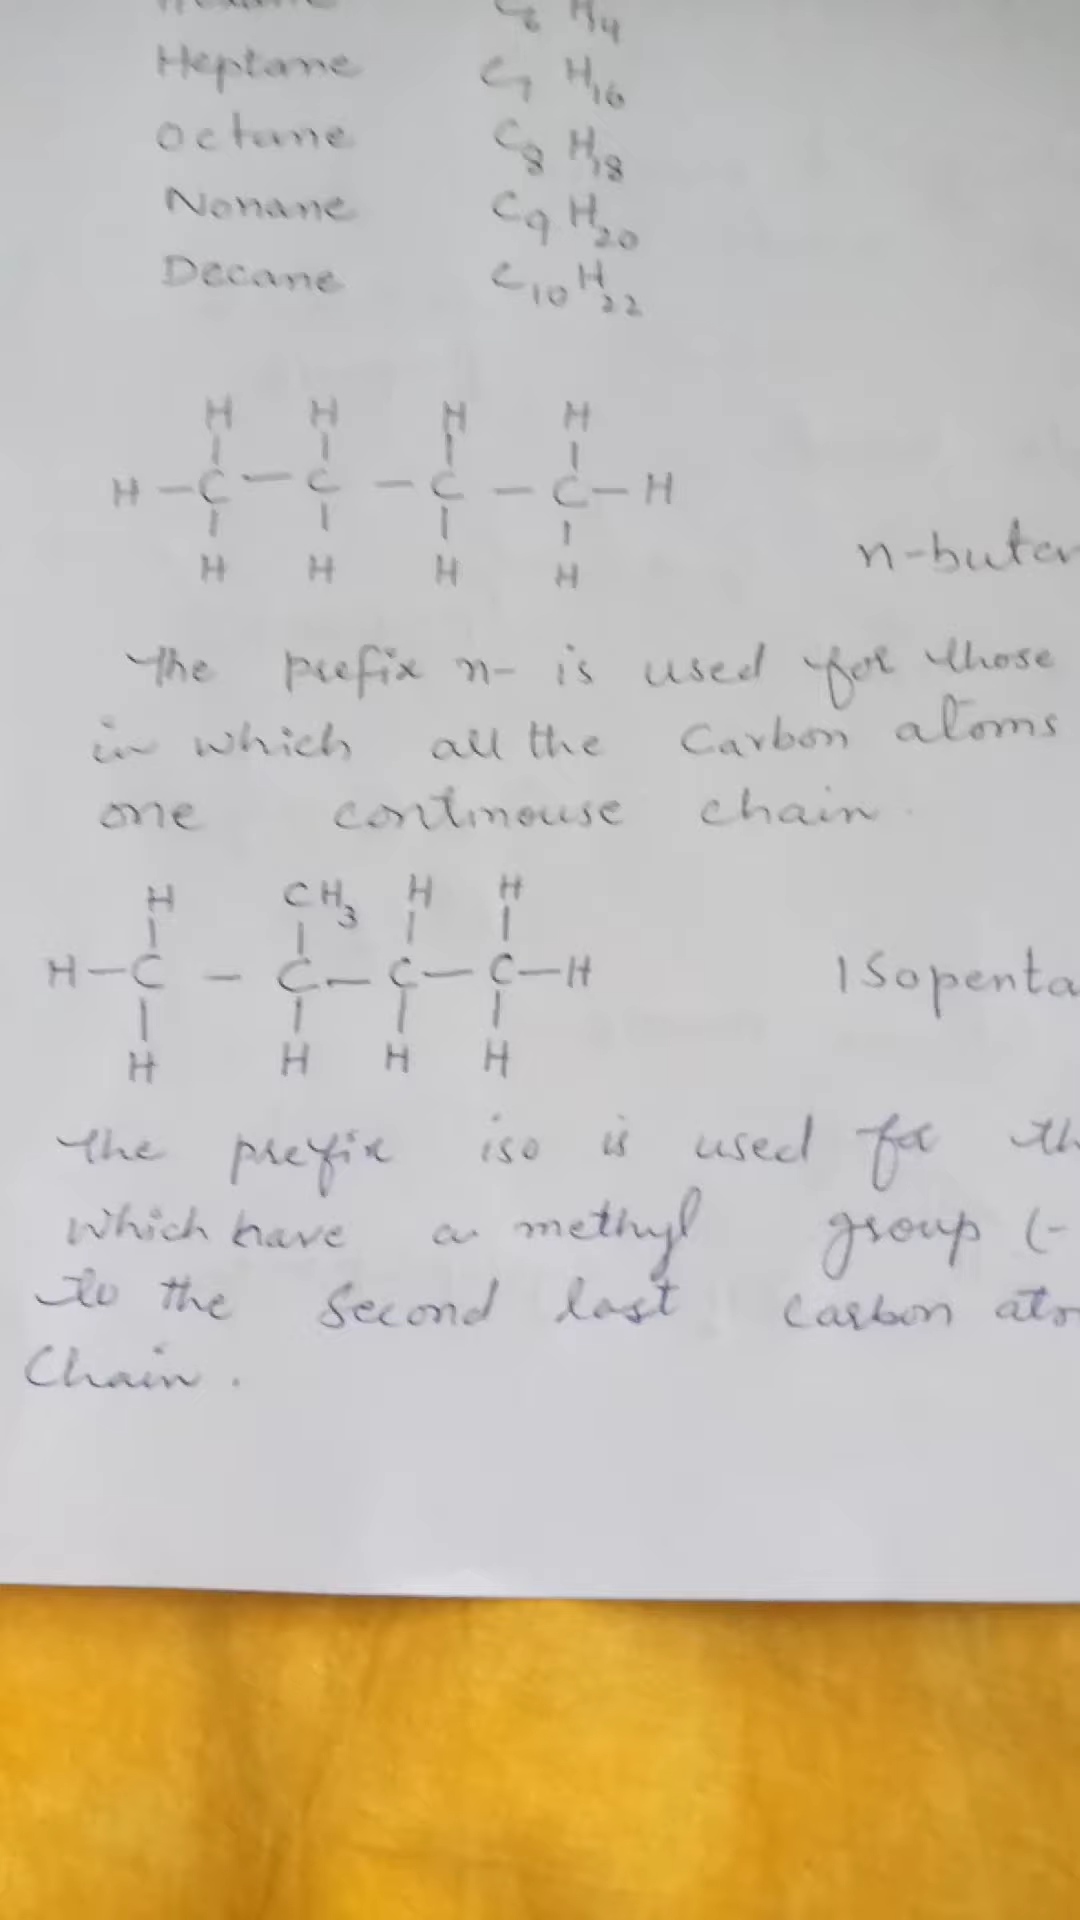 C6 H14
Heptane C7 H16
Octane C8 H18
Nonane C9 H20
Decane C10 H22
H H H H
H - C - C - C - C - H
H H H H
n-butan
The prefix n- is used for those
in which all the Carbon atoms
one continouse chain.
H CH3 H H
H - C - C - C - C - H
H H H H
Isopenta
The prefix iso is used for th
which have a methyl group (-
to the second last carbon ato
Chain.